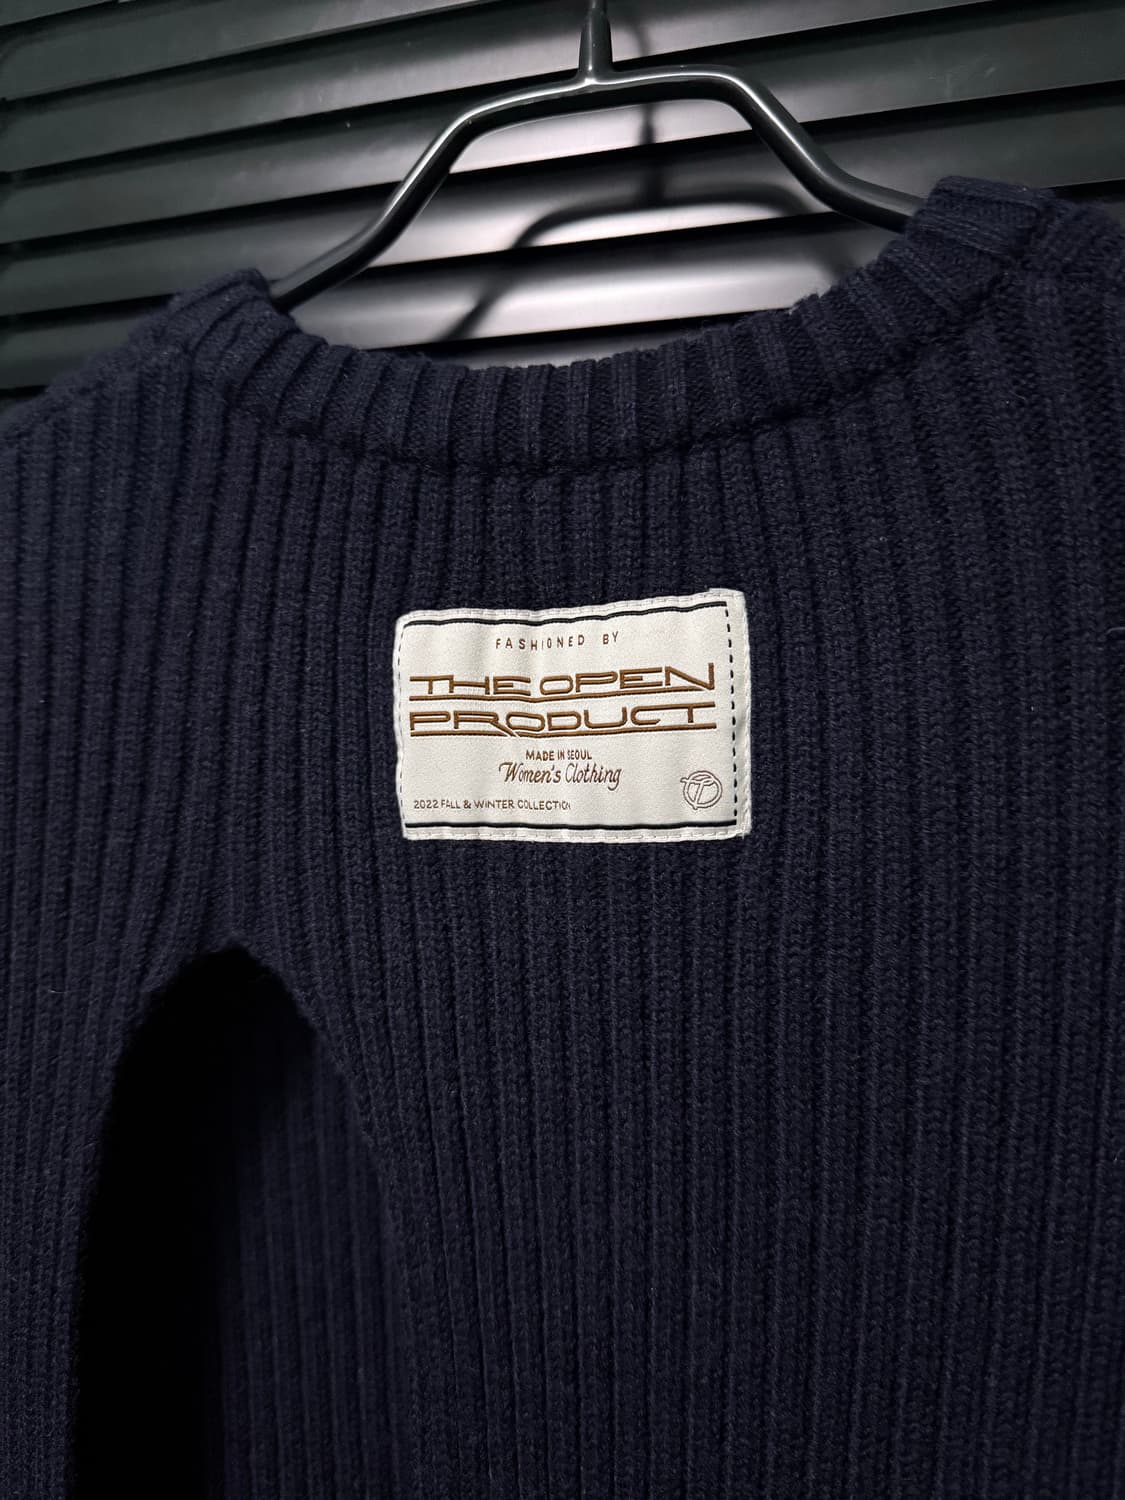 FASHIONED BY
THE OPEN
PRODUCT
MADE IN SEOUL
Women's Clothing
2022 FALL & WINTER COLLECTION